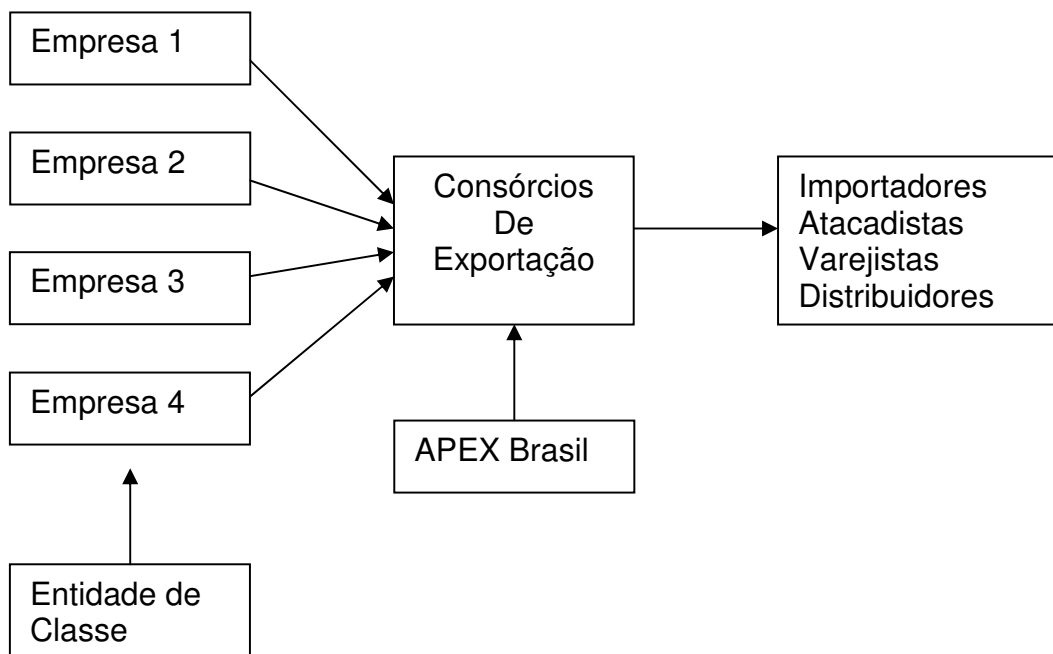 Empresa 1
Empresa 2
Empresa 3
Empresa 4
Entidade de
Classe
Consórcios
De
Exportação
APEX Brasil
Importadores
Atacadistas
Varejistas
Distribuidores